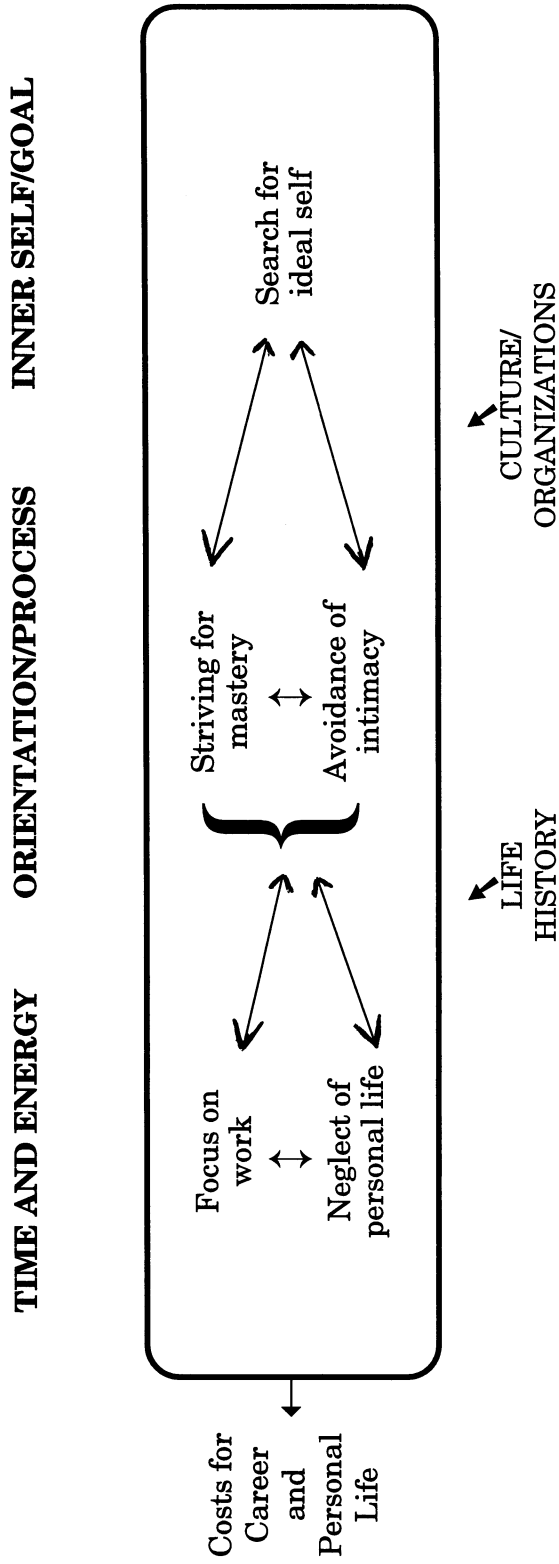 TIME AND ENERGY
ORIENTATION/PROCESS
INNER SELF/GOAL
Costs for
Career
and
Personal
Life
Focus on
work
Neglect of
personal life
Striving for
mastery
Avoidance of
intimacy
Search for
ideal self
LIFE
HISTORY
CULTURE/
ORGANIZATIONS